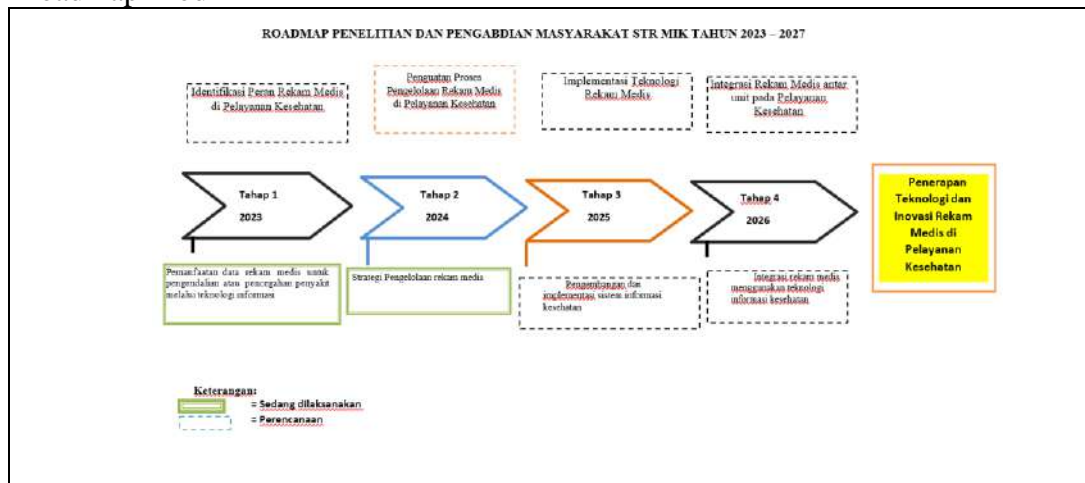 ROADMAP PENELITIAN DAN PENGABDIAN MASYARAKAT STR MIK TAHUN 2023 – 2027
Identifikasi Peran Rekam Medis
di Pelayanan Kesehatan
Penguatan Proses
Pengelolaan Rekam Medis
di Pelayanan Kesehatan
Implementasi Teknologi
Rekam Medis
Integrasi Rekam Medis antar
unit pada Pelayanan
Kesehatan
Tahap 1
2023
Tahap 2
2024
Tahap 3
2025
Tahap 4
2026
Penerapan
Teknologi dan
Inovasi Rekam
Medis di
Pelayanan
Kesehatan
Pemanfaatan data rekam medis untuk
pengendalian atau pencegahan penyakit
melalui teknologi informasi
Strategi Pengelolaan rekam medis
Pengembangan dan
implementasi sistem informasi
kesehatan
Integrasi rekam medis
menggunakan teknologi
informasi kesehatan
Keterangan:
= Sedang dilaksanakan
= Perencanaan